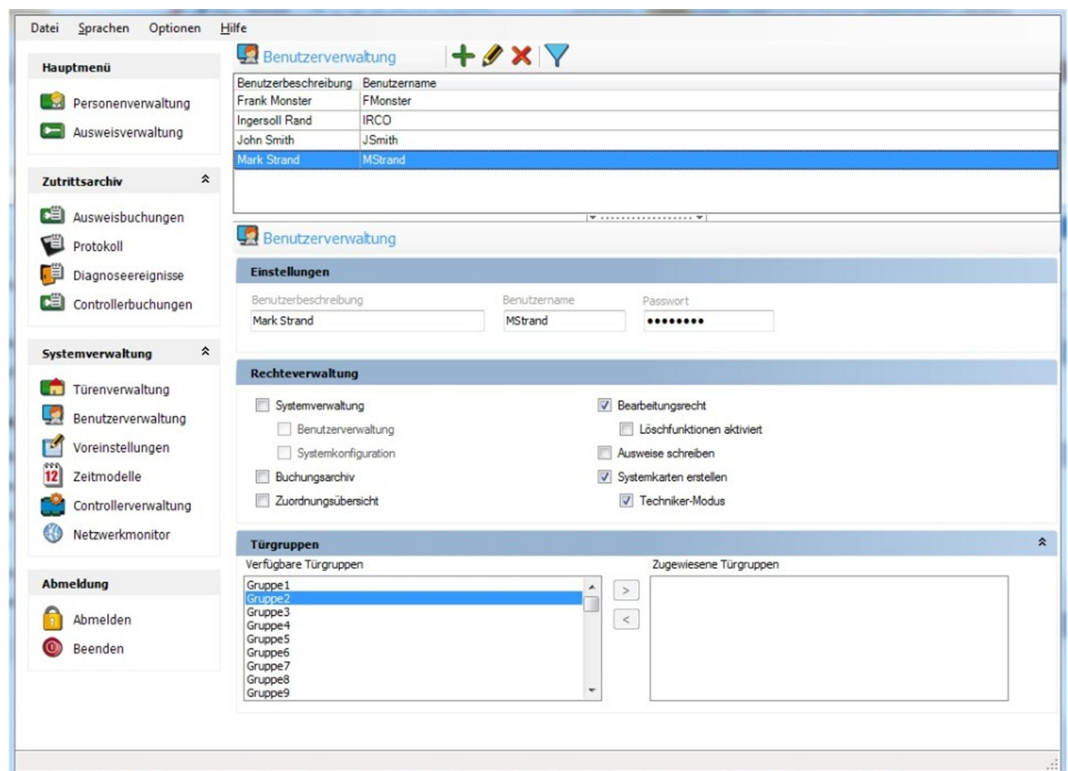 Datei Sprachen Optionen Hilfe
Hauptmenü
Personenverwaltung
Ausweisverwaltung
Zutrittsarchiv
Ausweisbuchungen
Protokoll
Diagnoseereignisse
Controllerbuchungen
Systemverwaltung
Türenverwaltung
Benutzerverwaltung
Voreinstellungen
12 Zeitmodelle
Controllerverwaltung
Netzwerkmonitor
Abmeldung
Abmelden
Beenden
Benutzerverwaltung
Benutzerbeschreibung Benutzername
Frank Monster FMonster
Ingersoll Rand IRCO
John Smith JSmith
Mark Strand MStrand
Benutzerverwaltung
Einstellungen
Benutzerbeschreibung Benutzername Passwort
Mark Strand MStrand ••••••••
Rechteverwaltung
Systemverwaltung
Benutzerverwaltung
Systemkonfiguration
Buchungsarchiv
Zuordnungsübersicht
Bearbeitungsrecht
Löschfunktionen aktiviert
Ausweise schreiben
Systemkarten erstellen
Techniker-Modus
Türgruppen
Verfügbare Türgruppen
Gruppe1
Gruppe2
Gruppe3
Gruppe4
Gruppe5
Gruppe6
Gruppe7
Gruppe8
Gruppe9
>
<
Zugewiesene Türgruppen